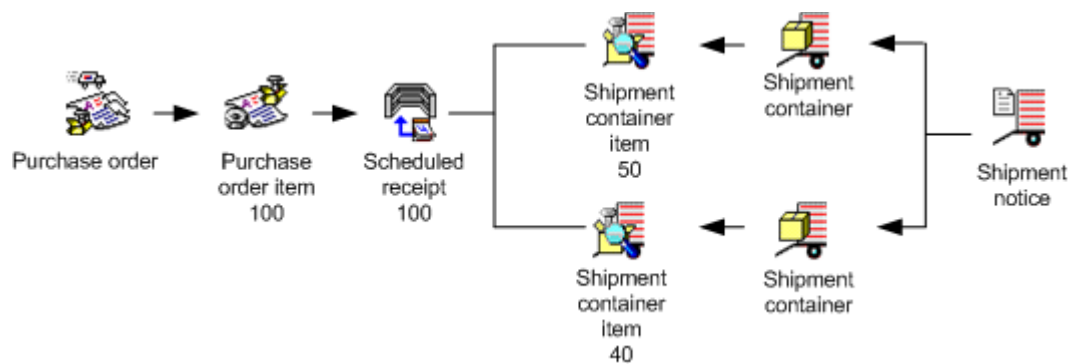 Purchase order
Purchase
order item
100
Scheduled
receipt
100
Shipment
container
item
50
Shipment
container
Shipment
container
item
40
Shipment
container
Shipment
notice